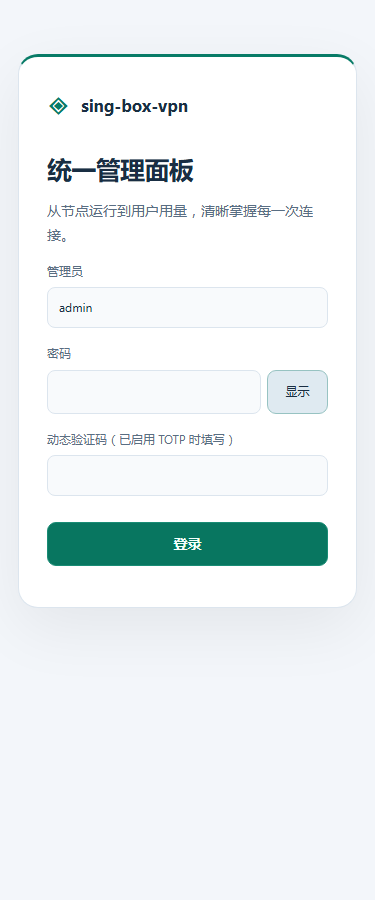 sing-box-vpn
统一管理面板
从节点运行到用户用量，清晰掌握每一次连
接。
管理员
admin
密码
显示
动态验证码（已启用 TOTP 时填写）
登录